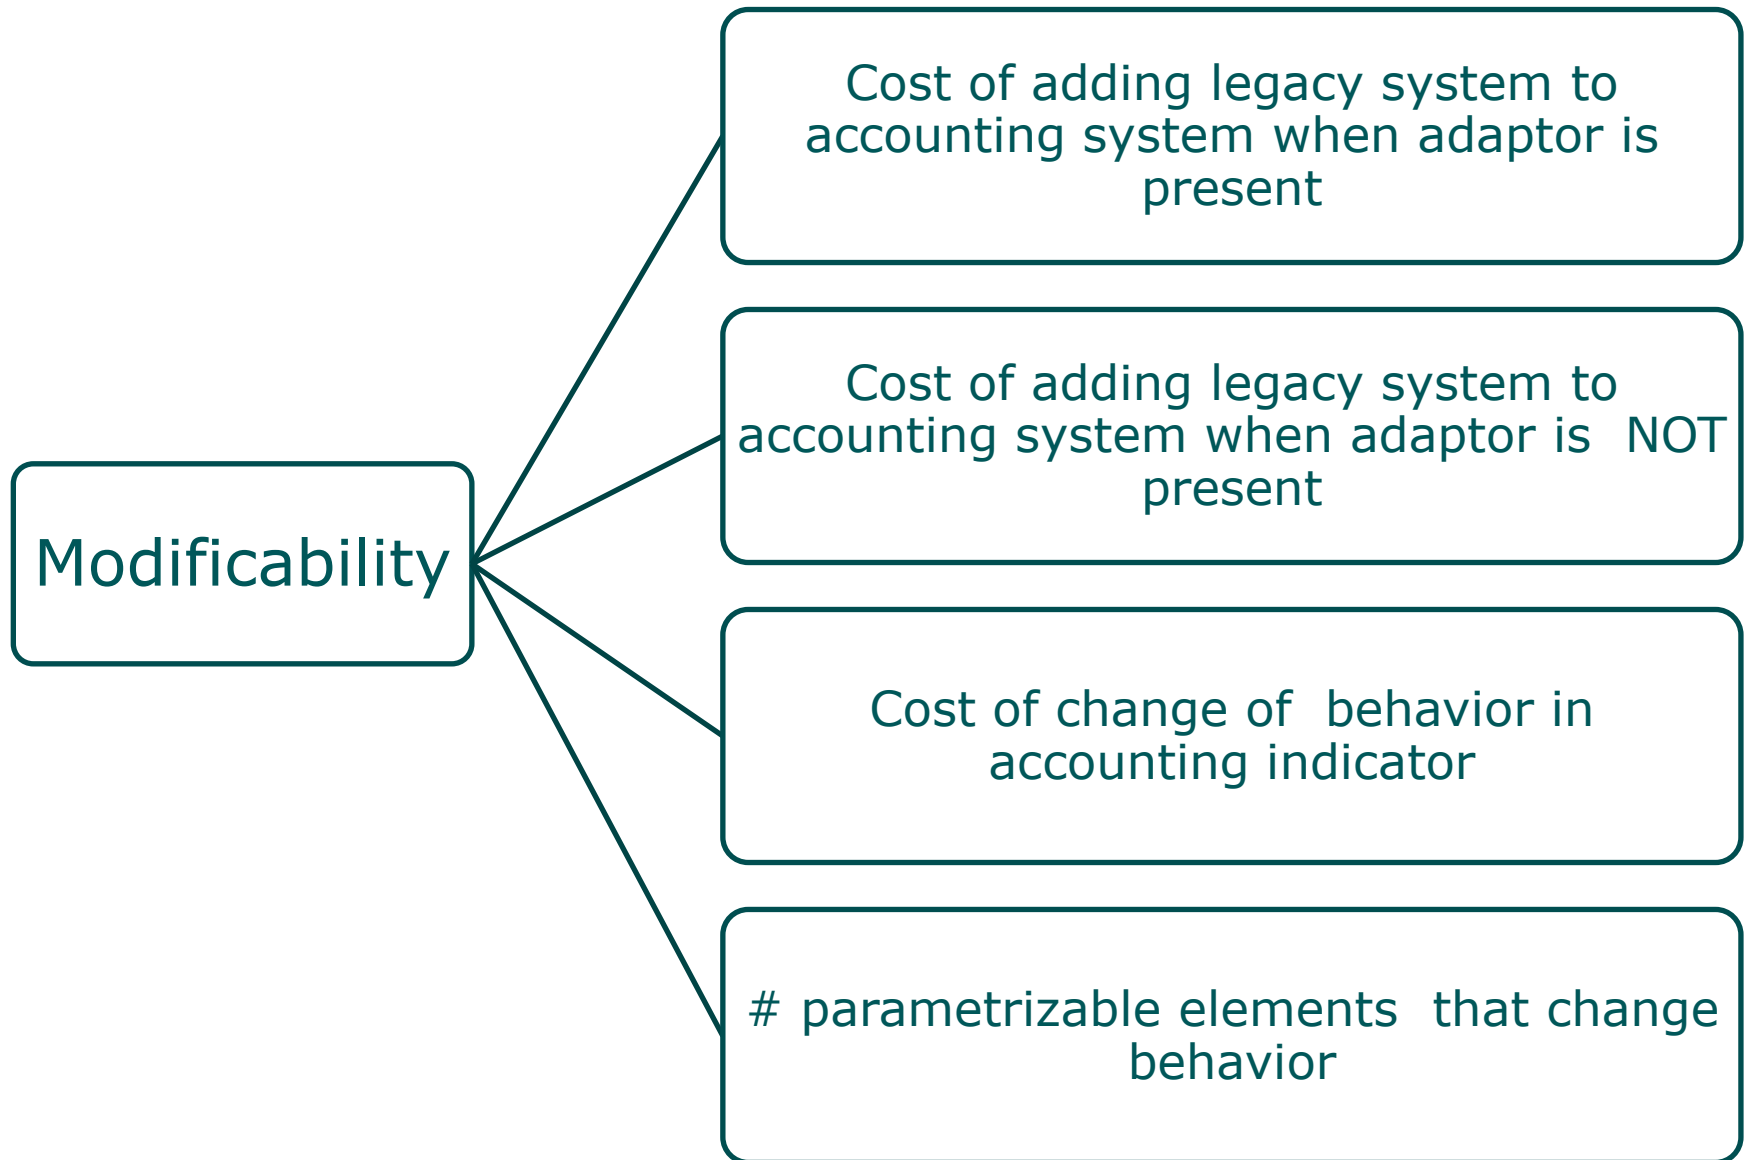 Cost of adding legacy system to
accounting system when adaptor is
present
Cost of adding legacy system to
accounting system when adaptor is  NOT
present
Modificability
Cost of change of  behavior in
accounting indicator
# parametrizable elements  that change
behavior